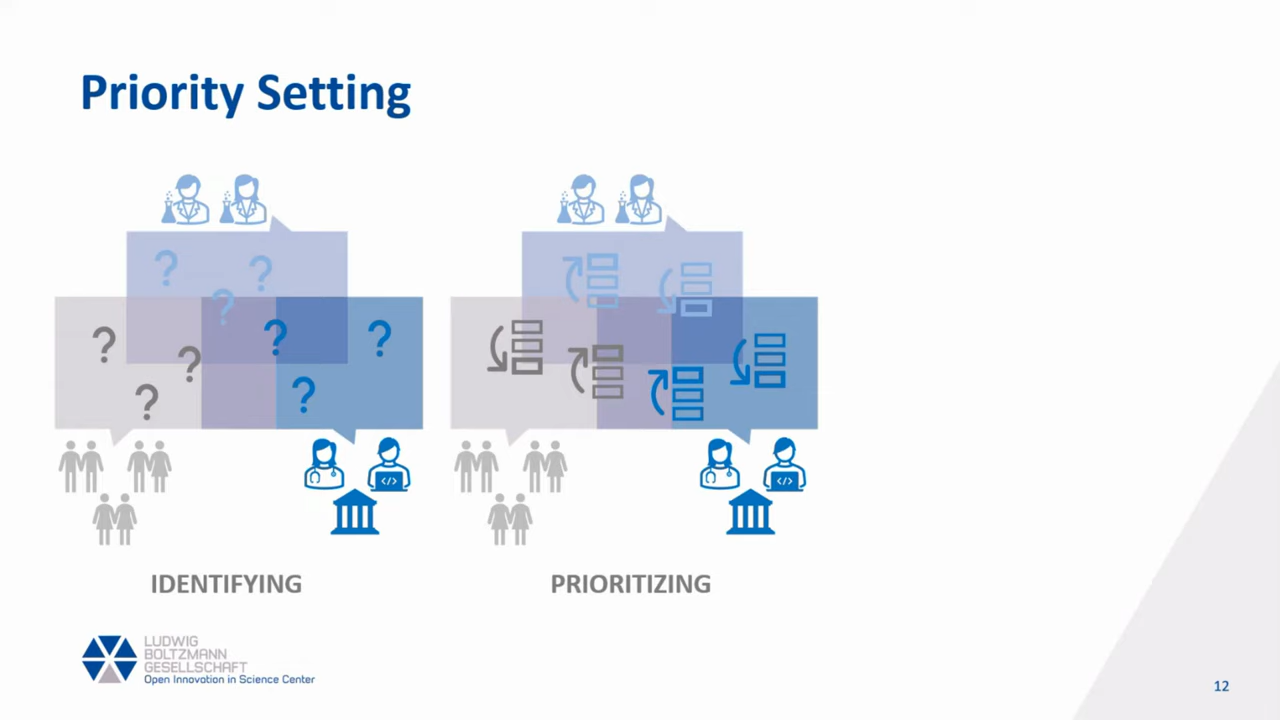 Priority Setting
? ? ?
? ? ? ? ? ?
</> </>
IDENTIFYING
PRIORITIZING
LUDWIG
BOLTZMANN
GESELLSCHAFT
Open Innovation in Science Center
12